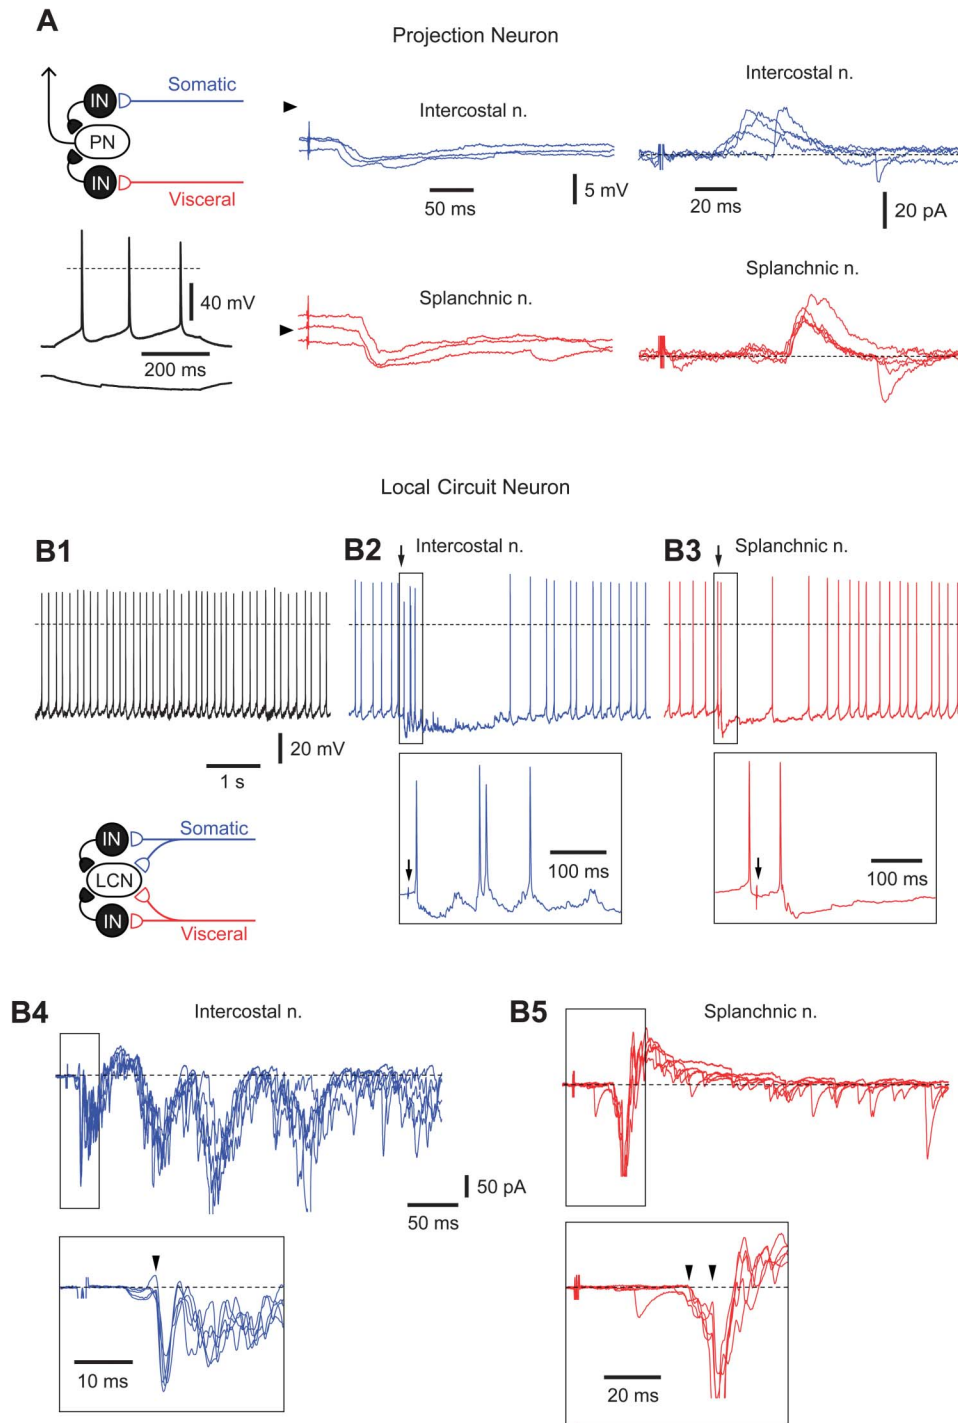 A
Projection Neuron
Somatic
IN
PN
IN
Visceral
40 mV
200 ms
Intercostal n.
50 ms
5 mV
Intercostal n.
20 ms
20 pA
Splanchnic n.
Splanchnic n.
Local Circuit Neuron
B1
20 mV
1 s
IN
Somatic
LCN
IN
Visceral
B2
Intercostal n.
100 ms
B3
Splanchnic n.
100 ms
B4
Intercostal n.
50 pA
50 ms
10 ms
B5
Splanchnic n.
20 ms